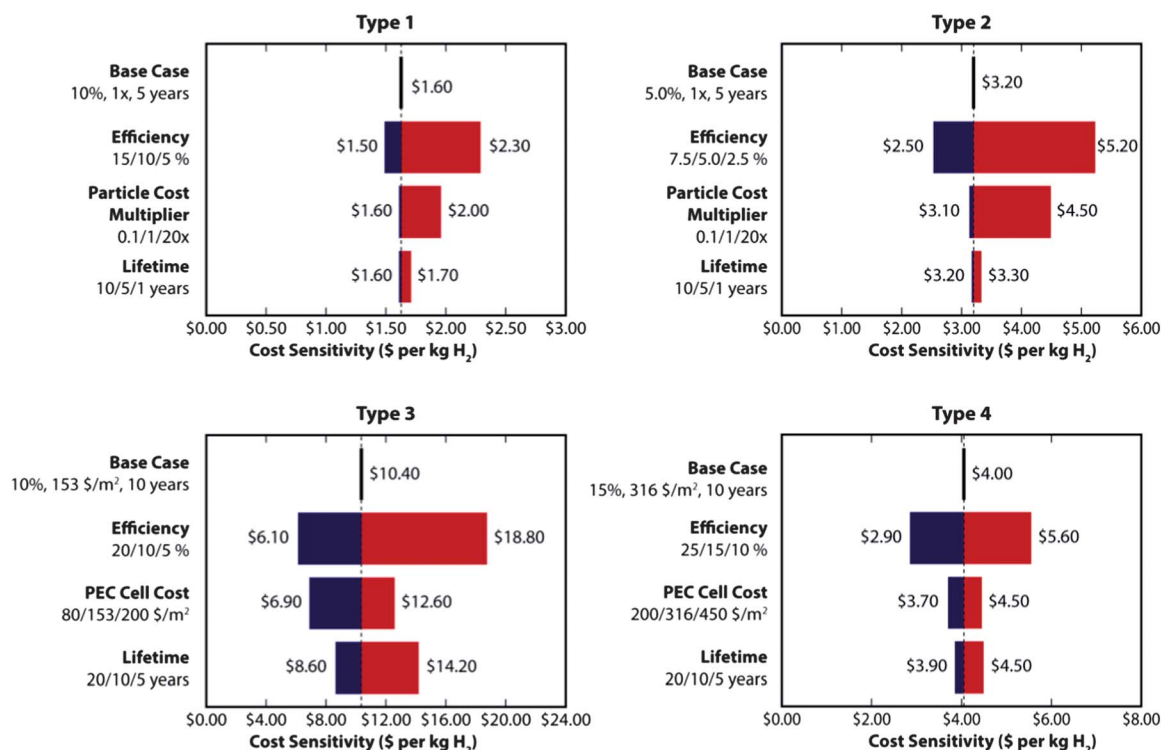 Type 1
Base Case
10%, 1x, 5 years
$1.60
Efficiency
15/10/5 %
$1.50
$2.30
Particle Cost
Multiplier
0.1/1/20x
$1.60
$2.00
Lifetime
10/5/1 years
$1.60
$1.70
$0.00 $0.50 $1.00 $1.50 $2.00 $2.50 $3.00
Cost Sensitivity ($ per kg H₂)
Type 2
Base Case
5.0%, 1x, 5 years
$3.20
Efficiency
7.5/5.0/2.5 %
$2.50
$5.20
Particle Cost
Multiplier
0.1/1/20x
$3.10
$4.50
Lifetime
10/5/1 years
$3.20
$3.30
$0.00 $1.00 $2.00 $3.00 $4.00 $5.00 $6.00
Cost Sensitivity ($ per kg H₂)
Type 3
Base Case
10%, 153 $/m², 10 years
$10.40
Efficiency
20/10/5 %
$6.10
$18.80
PEC Cell Cost
80/153/200 $/m²
$6.90
$12.60
Lifetime
20/10/5 years
$8.60
$14.20
$0.00 $4.00 $8.00 $12.00 $16.00 $20.00 $24.00
Cost Sensitivity ($ per kg H₂)
Type 4
Base Case
15%, 316 $/m², 10 years
$4.00
Efficiency
25/15/10 %
$2.90
$5.60
PEC Cell Cost
200/316/450 $/m²
$3.70
$4.50
Lifetime
20/10/5 years
$3.90
$4.50
$0.00 $2.00 $4.00 $6.00 $8.00
Cost Sensitivity ($ per kg H₂)